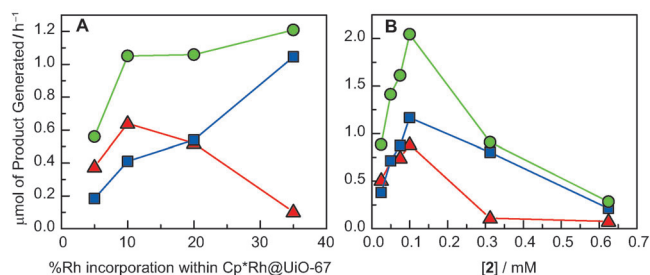 A
B
μmol of Product Generated / h⁻¹
1.2
1.0
0.8
0.6
0.4
0.2
0.0
0 10 20 30 40
%Rh incorporation within Cp*Rh@UiO-67
2.0
1.5
1.0
0.5
0.0
0.0 0.1 0.2 0.3 0.4 0.5 0.6 0.7
[2] / mM